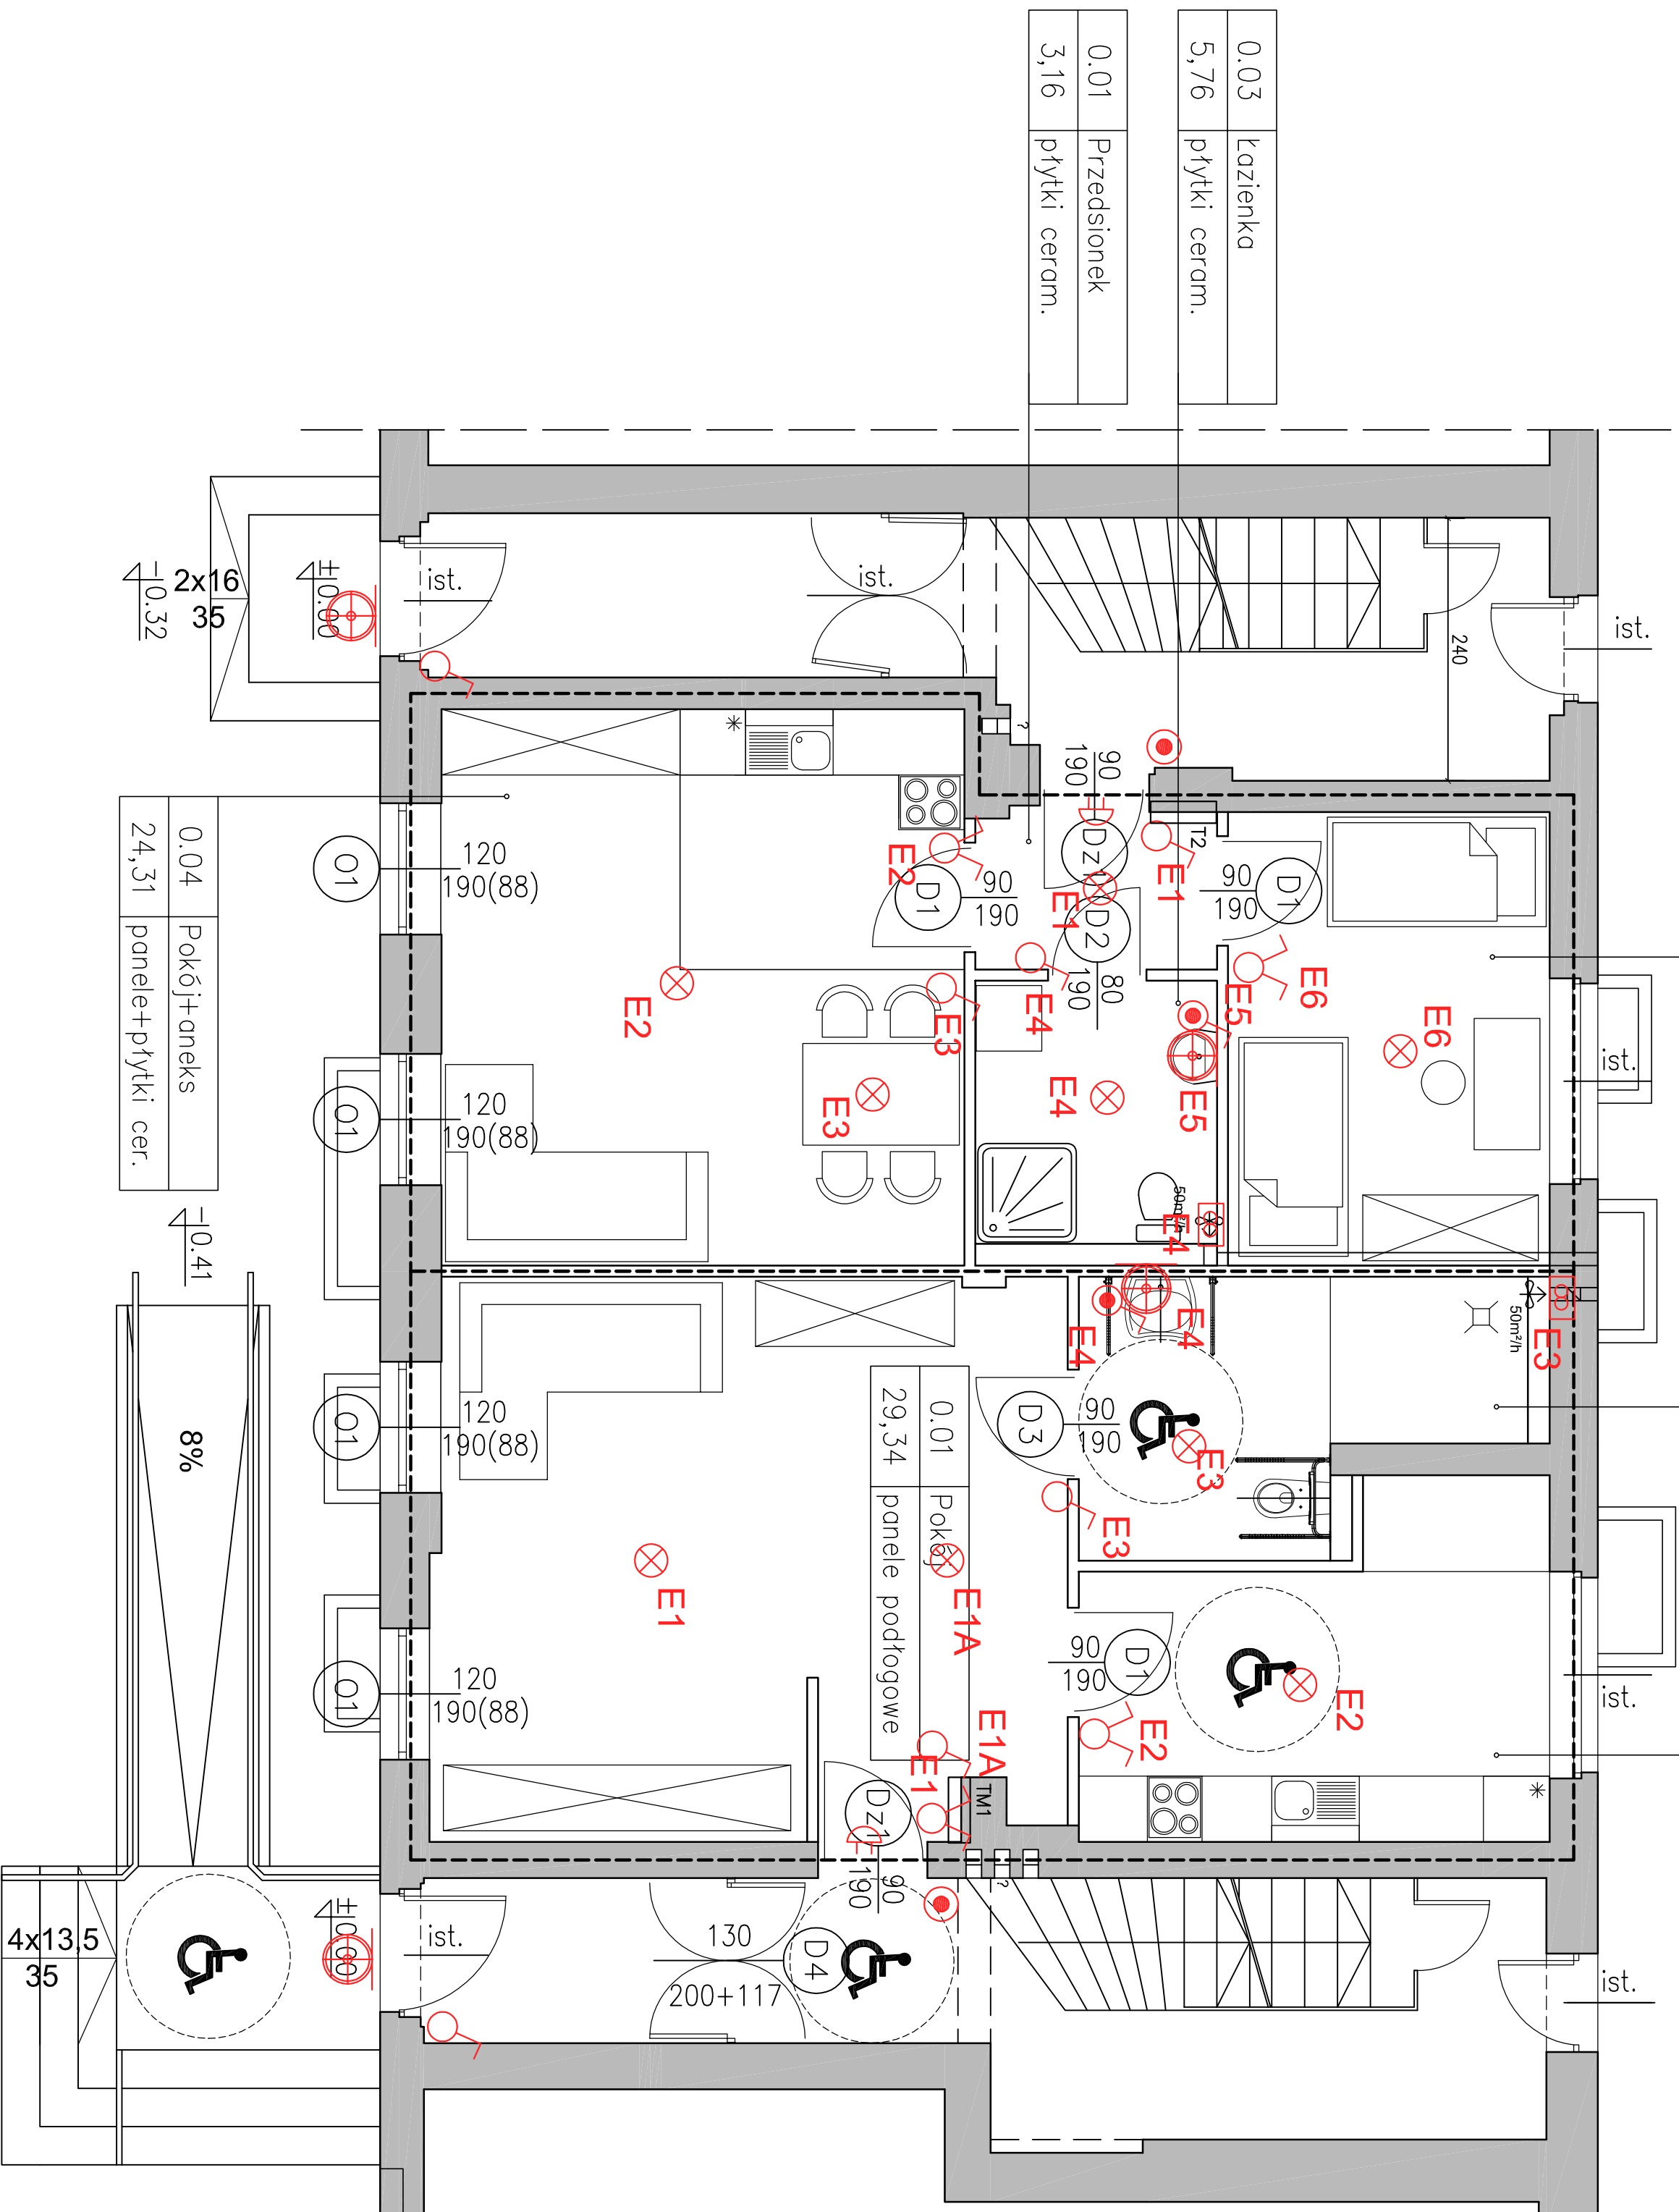 0.03 Łazienka
5,76 płytki ceram.
0.01 Przedsionek
3,16 płytki ceram.
0.04 Pokój+aneks
24,31 panele+płytki cer.
0.01 Pokój
29,34 panele podłogowe
ist.
ist.
ist.
240
±0.00
-0.32
2x16
35
90
190
Dz1
T2
E1
E1
D1
90
190
D2
80
190
D1
90
190
E2
E2
E3
E3
E4
E4
E5
E5
E6
E6
ist.
50m²/h
E4
?
O1
120
190(88)
O1
120
190(88)
O1
120
190(88)
O1
120
190(88)
-0.41
8%
50m²/h
E3
E4
E4
D3
90
190
E3
E3
E1
E1A
E1A
E1
TM1
D1
90
190
E2
E2
ist.
Dz1
90
190
?
D4
130
200+117
ist.
ist.
±0.00
4x13,5
35